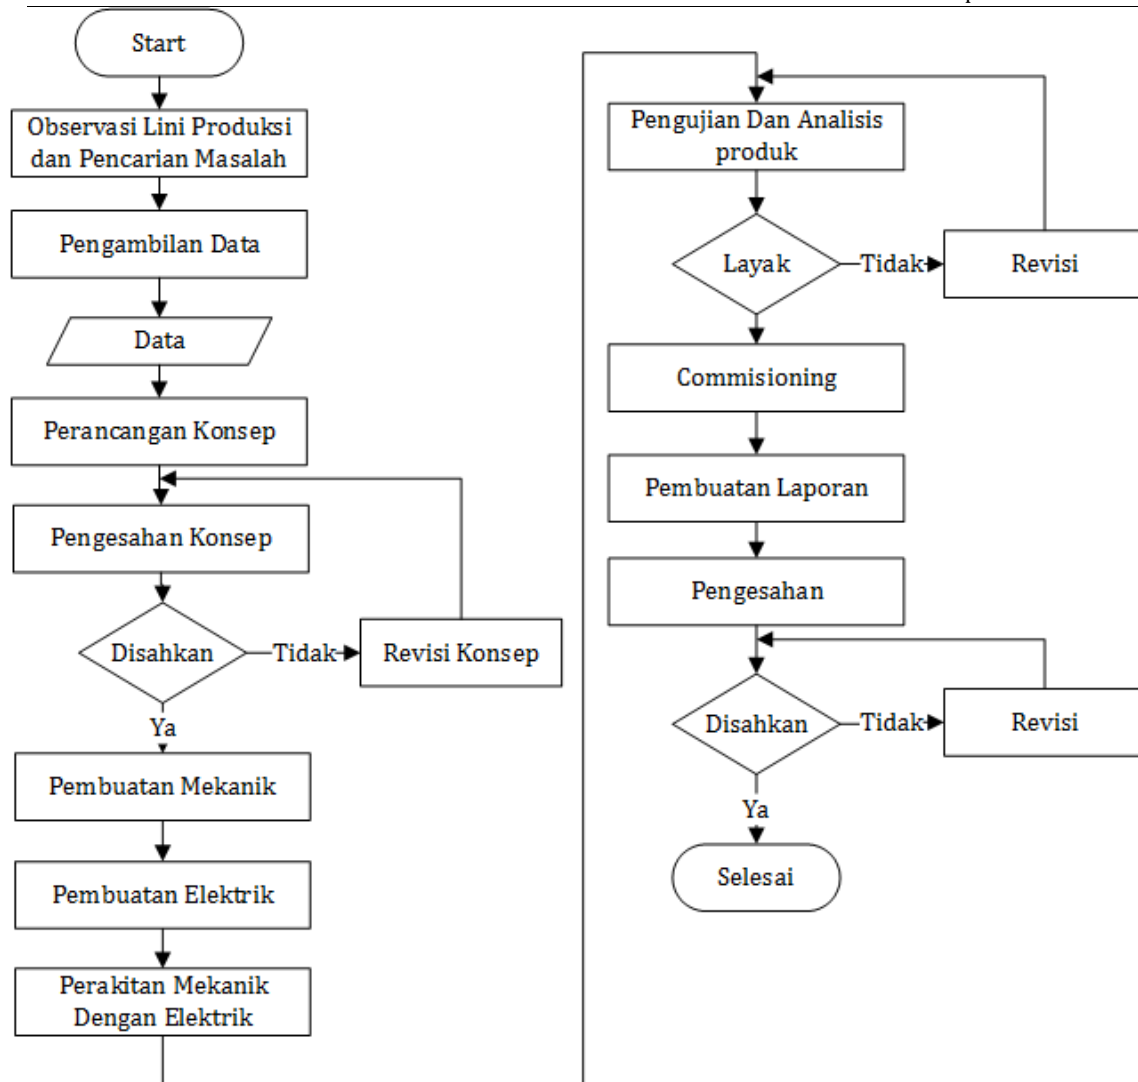 Start
Observasi Lini Produksi
dan Pencarian Masalah
Pengambilan Data
Data
Perancangan Konsep
Pengesahan Konsep
Disahkan
Tidak
Revisi Konsep
Ya
Pembuatan Mekanik
Pembuatan Elektrik
Perakitan Mekanik
Dengan Elektrik
Pengujian Dan Analisis
produk
Layak
Tidak
Revisi
Commisioning
Pembuatan Laporan
Pengesahan
Disahkan
Tidak
Revisi
Ya
Selesai